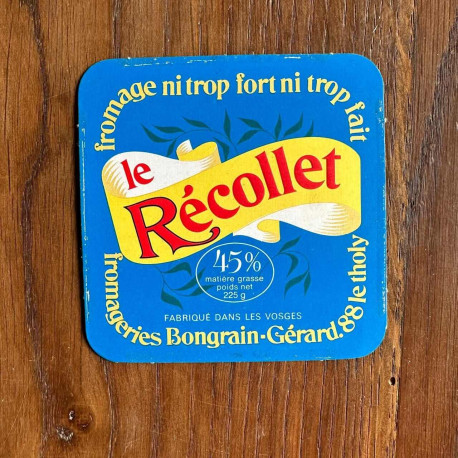 fromage ni trop fort ni trop fait
le
Récollet
45%
matière grasse
poids net
225 g
FABRIQUÉ DANS LES VOSGES
fromageries Bongrain-Gérard.88 le tholy